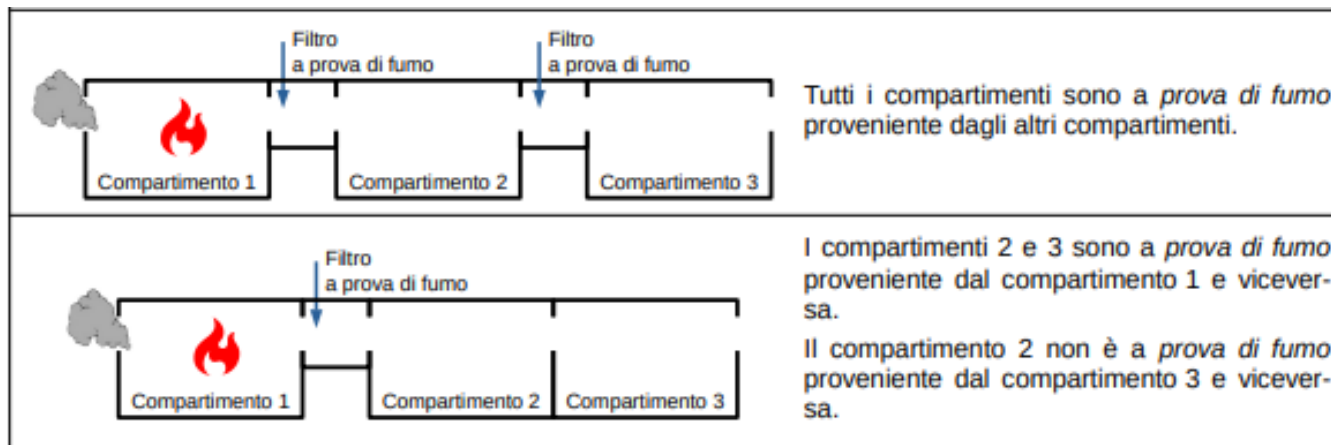 Filtro
a prova di fumo
Filtro
a prova di fumo
Compartimento 1
Compartimento 2
Compartimento 3
Tutti i compartimenti sono a prova di fumo
proveniente dagli altri compartimenti.
Filtro
a prova di fumo
Compartimento 1
Compartimento 2
Compartimento 3
I compartimenti 2 e 3 sono a prova di fumo
proveniente dal compartimento 1 e vicever-
sa.
Il compartimento 2 non è a prova di fumo
proveniente dal compartimento 3 e vicever-
sa.